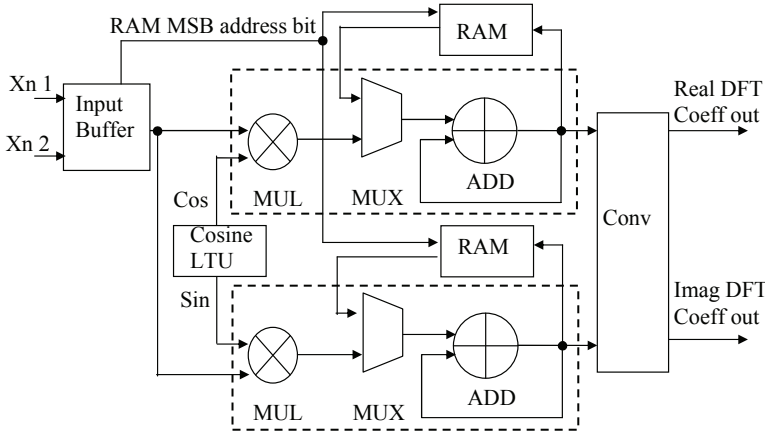 RAM MSB address bit
RAM
Xn 1
Input
Buffer
Xn 2
Real DFT
Coeff out
Cos
MUL
MUX
ADD
Conv
Cosine
LTU
RAM
Sin
Imag DFT
Coeff out
MUL
MUX
ADD